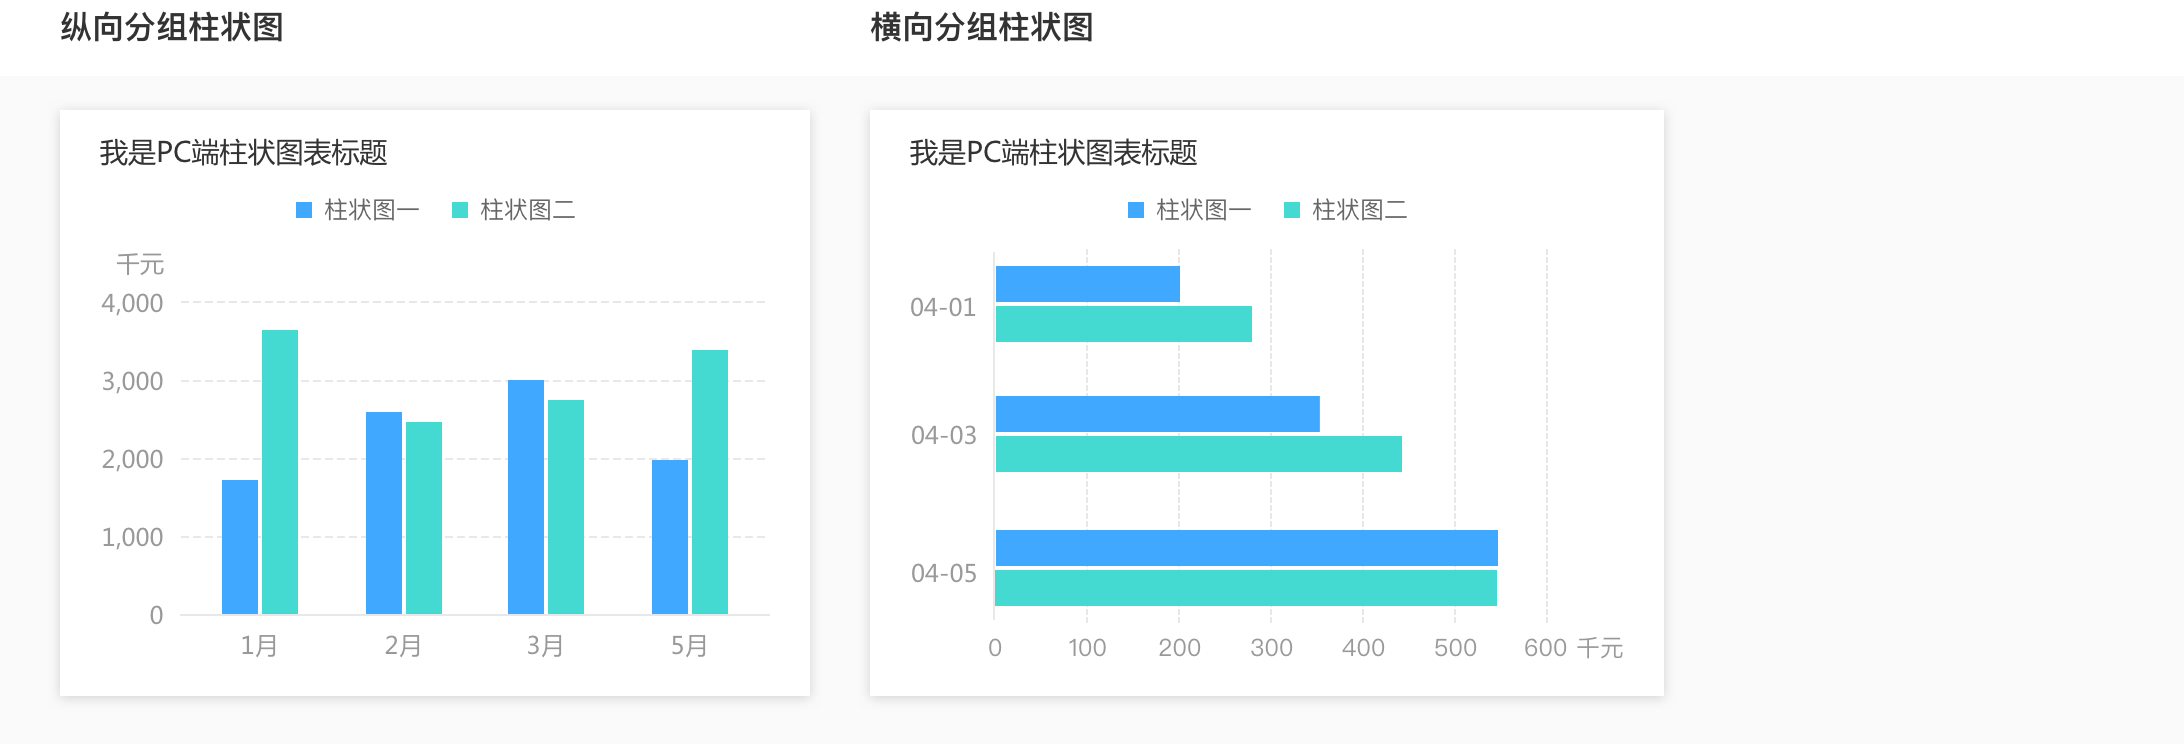 纵向分组柱状图
横向分组柱状图
我是PC端柱状图表标题
柱状图一 柱状图二
千元
4,000
3,000
2,000
1,000
0
1月 2月 3月 5月
我是PC端柱状图表标题
柱状图一 柱状图二
04-01
04-03
04-05
0 100 200 300 400 500 600 千元